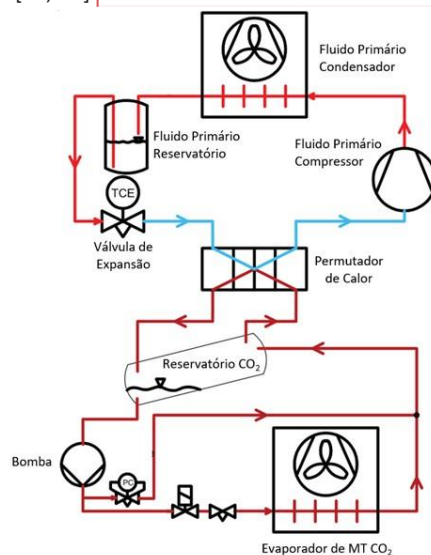 Fluido Primário
Condensador
Fluido Primário
Reservatório
Fluido Primário
Compressor
TCE
Válvula de
Expansão
Permutador
de Calor
Reservatório CO₂
Bomba
PC
Evaporador de MT CO₂